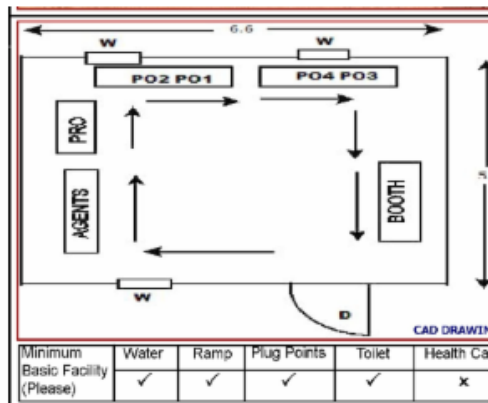 6.6
W W
PO2 PO1 PO4 PO3
PRO
AGENTS
BOOTH
W
D
CAD DRAWIN
Minimum Basic Facility (Please) Water Ramp Plug Points Toilet Health Ca
✓ ✓ ✓ ✓ x